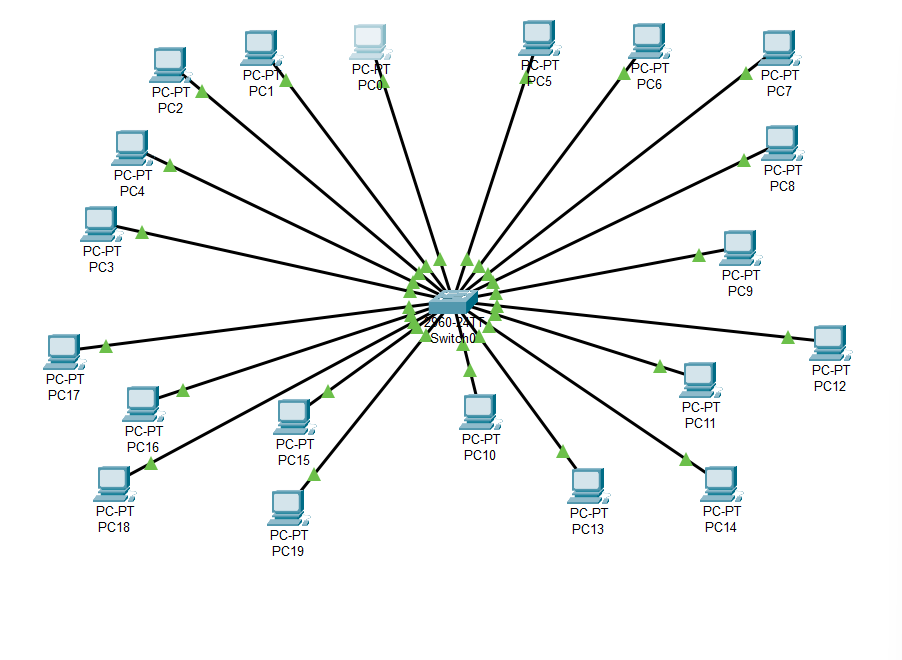 PC-PT
PC2
PC-PT
PC1
PC-PT
PC0
PC-PT
PC5
PC-PT
PC6
PC-PT
PC7
PC-PT
PC4
PC-PT
PC8
PC-PT
PC3
PC-PT
PC9
2960-24TT
Switch0
PC-PT
PC17
PC-PT
PC12
PC-PT
PC16
PC-PT
PC15
PC-PT
PC10
PC-PT
PC11
PC-PT
PC18
PC-PT
PC19
PC-PT
PC13
PC-PT
PC14